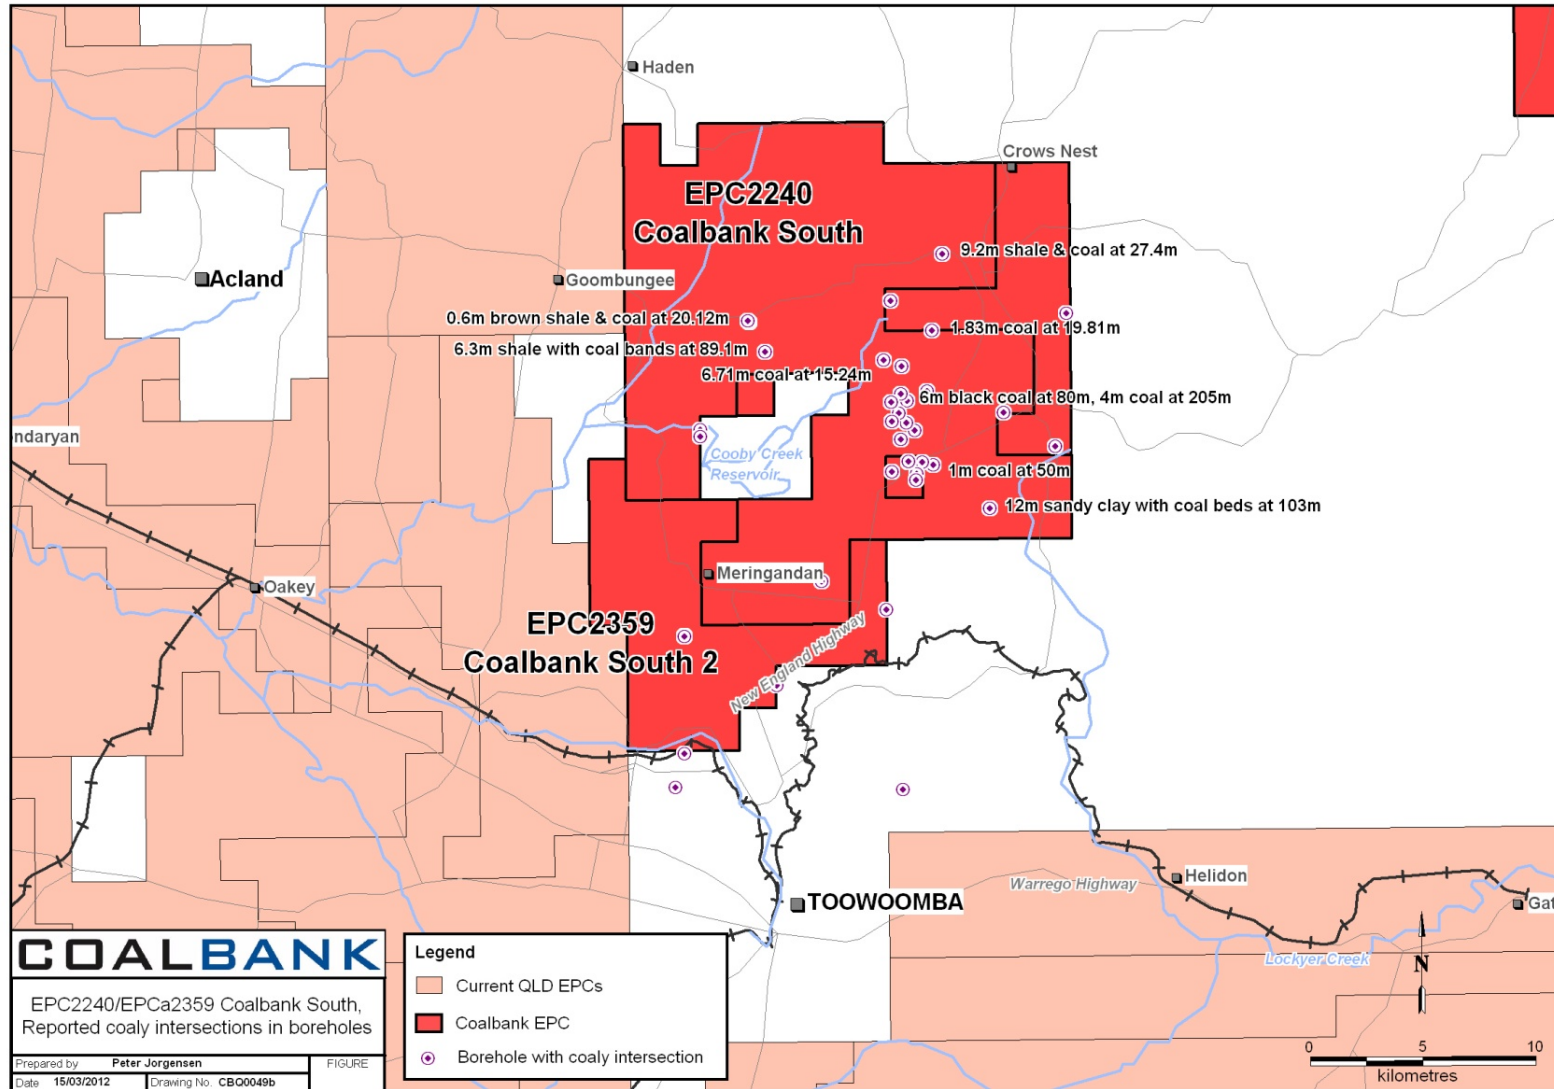 Haden
Crows Nest
EPC2240
Coalbank South
9.2m shale & coal at 27.4m
Acland
Goombungee
0.6m brown shale & coal at 20.12m
1.83m coal at 19.81m
6.3m shale with coal bands at 89.1m
6.71m coal at 15.24m
6m black coal at 80m, 4m coal at 205m
ndaryan
Cooby Creek
Reservoir
1m coal at 50m
12m sandy clay with coal beds at 103m
Oakey
Meringandan
EPC2359
Coalbank South 2
New England Highway
TOOWOOMBA
Warrego Highway
Helidon
Gat
Lockyer Creek
N
COALBANK
EPC2240/EPCa2359 Coalbank South,
Reported coaly intersections in boreholes
Prepared by Peter Jorgensen
FIGURE
Date 15/03/2012 Drawing No. CBQ0049b
Legend
Current QLD EPCs
Coalbank EPC
Borehole with coaly intersection
0 5 10
kilometres